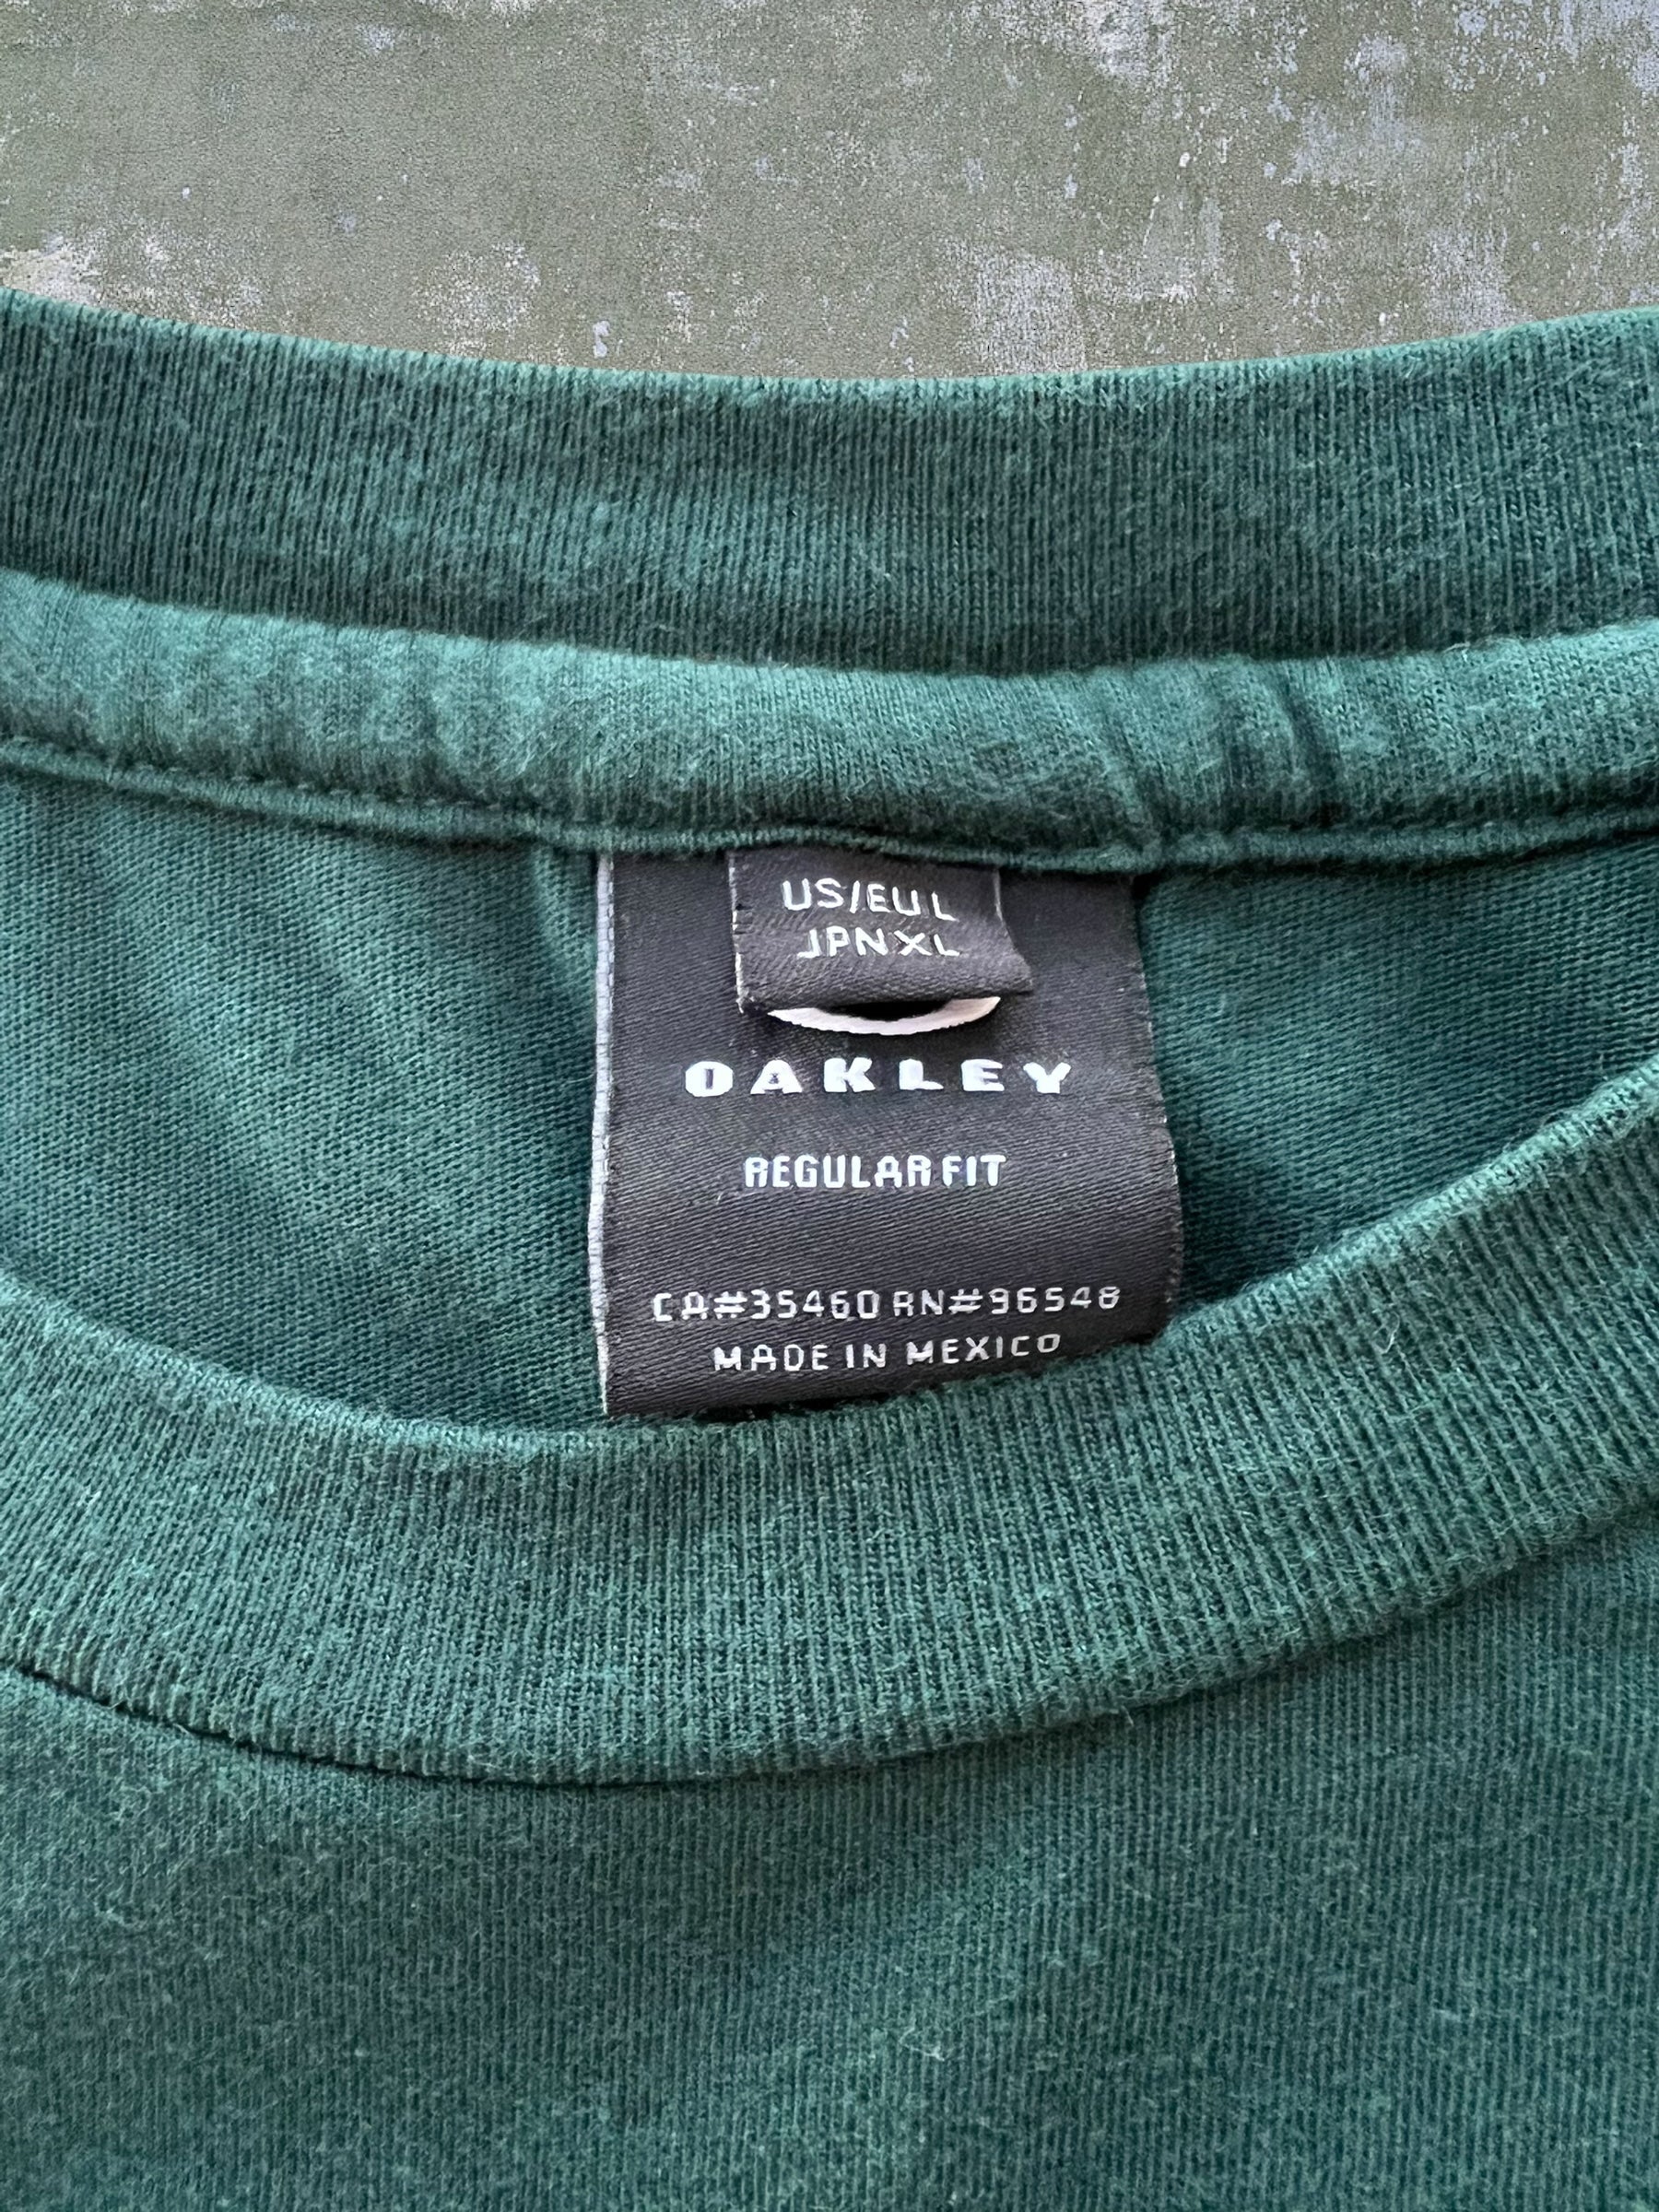 US/EU L
JPN XL
OAKLEY
REGULAR FIT
CA#35460 RN#96548
MADE IN MEXICO